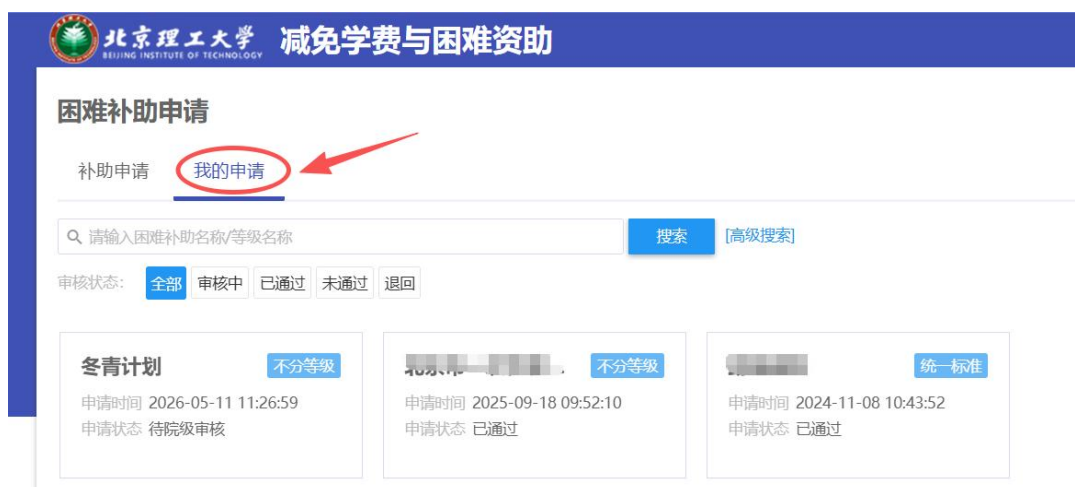 北京理工大学 减免学费与困难资助
BEIJING INSTITUTE OF TECHNOLOGY
困难补助申请
补助申请 我的申请
请输入困难补助名称/等级名称 搜索 [高级搜索]
审核状态: 全部 审核中 已通过 未通过 退回
冬青计划 不分等级
申请时间 2026-05-11 11:26:59
申请状态 待院级审核
不分等级
申请时间 2025-09-18 09:52:10
申请状态 已通过
统一标准
申请时间 2024-11-08 10:43:52
申请状态 已通过